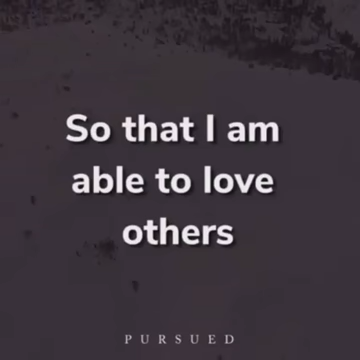 So that I am
able to love
others
PURSUED